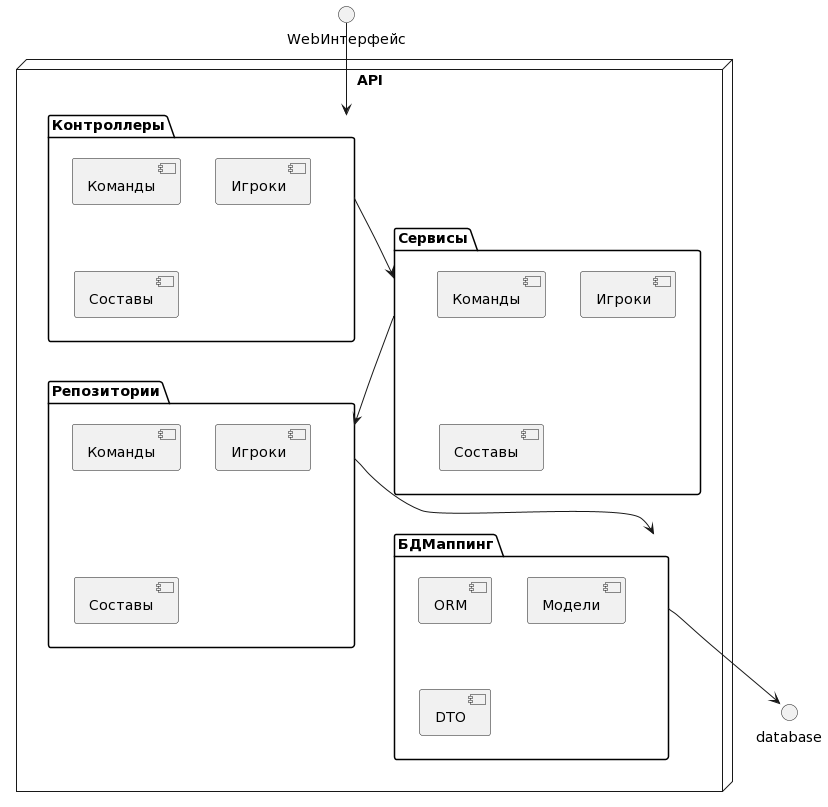 WebИнтерфейс
API
Контроллеры
Команды
Игроки
Составы
Сервисы
Команды
Игроки
Составы
Репозитории
Команды
Игроки
Составы
БДМаппинг
ORM
Модели
DTO
database